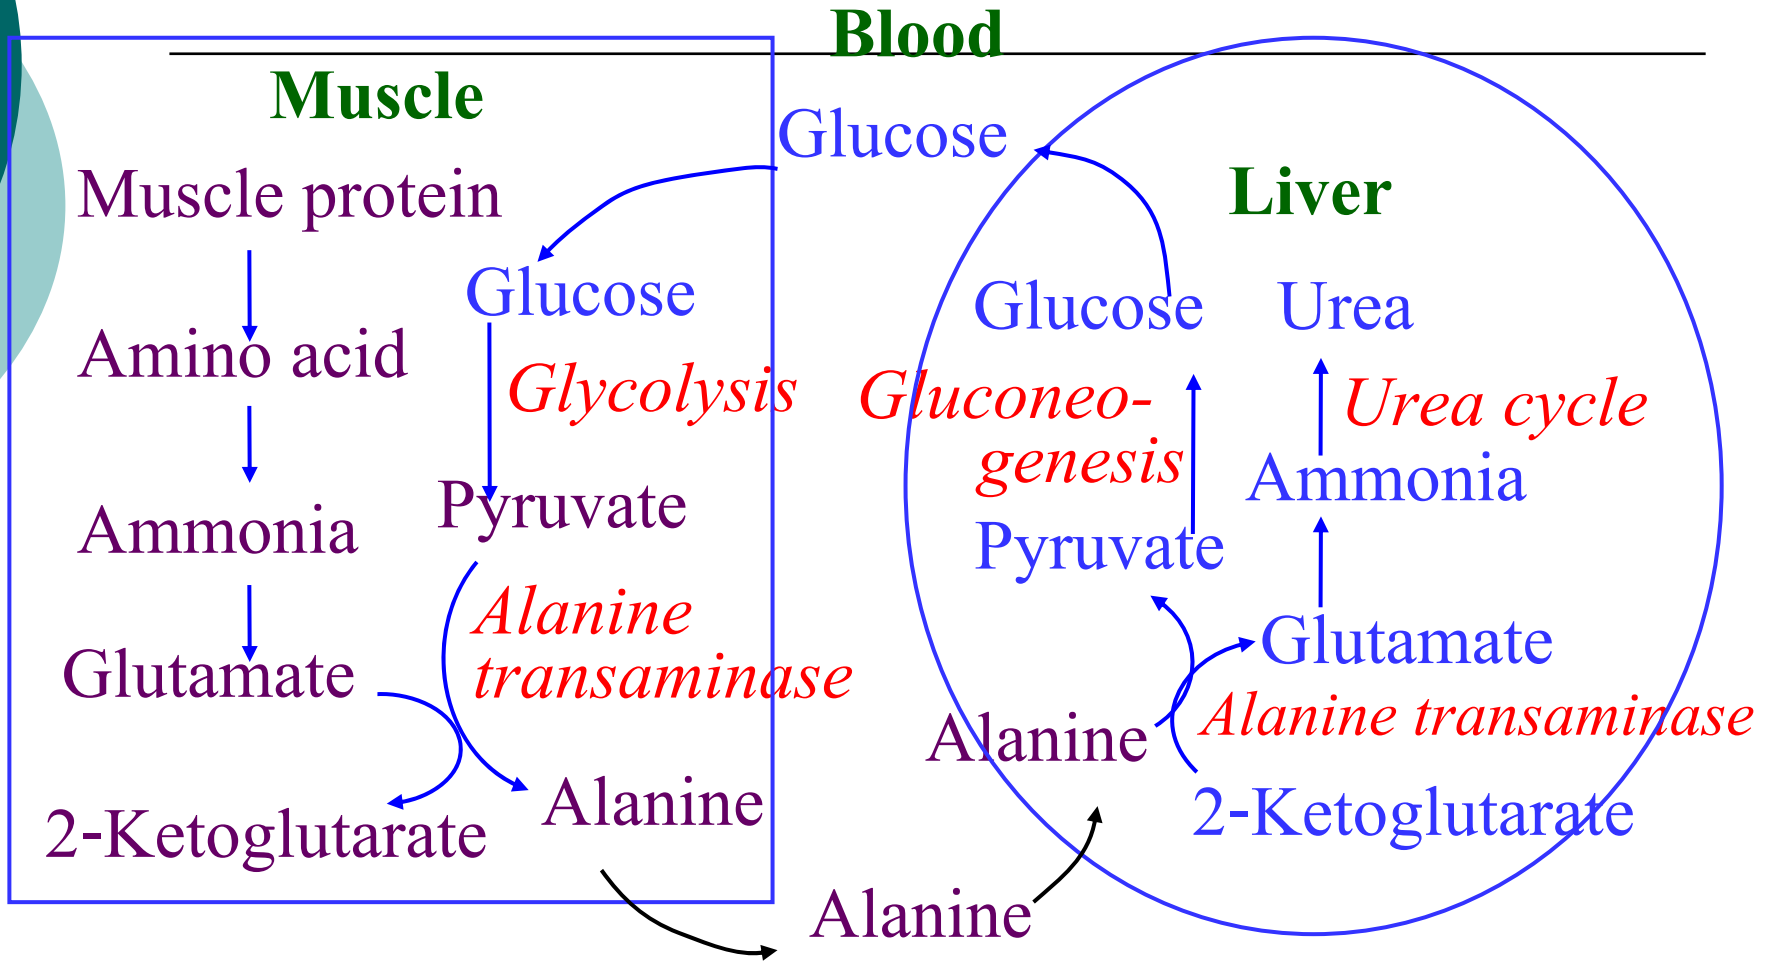 Blood
Muscle
Muscle protein
Amino acid
Ammonia
Glutamate
2-Ketoglutarate
Glucose
Glycolysis
Pyruvate
Alanine
transaminase
Alanine
Glucose
Alanine
Liver
Glucose
Urea
Gluconeo-
genesis
Urea cycle
Ammonia
Pyruvate
Glutamate
Alanine transaminase
Alanine
2-Ketoglutarate